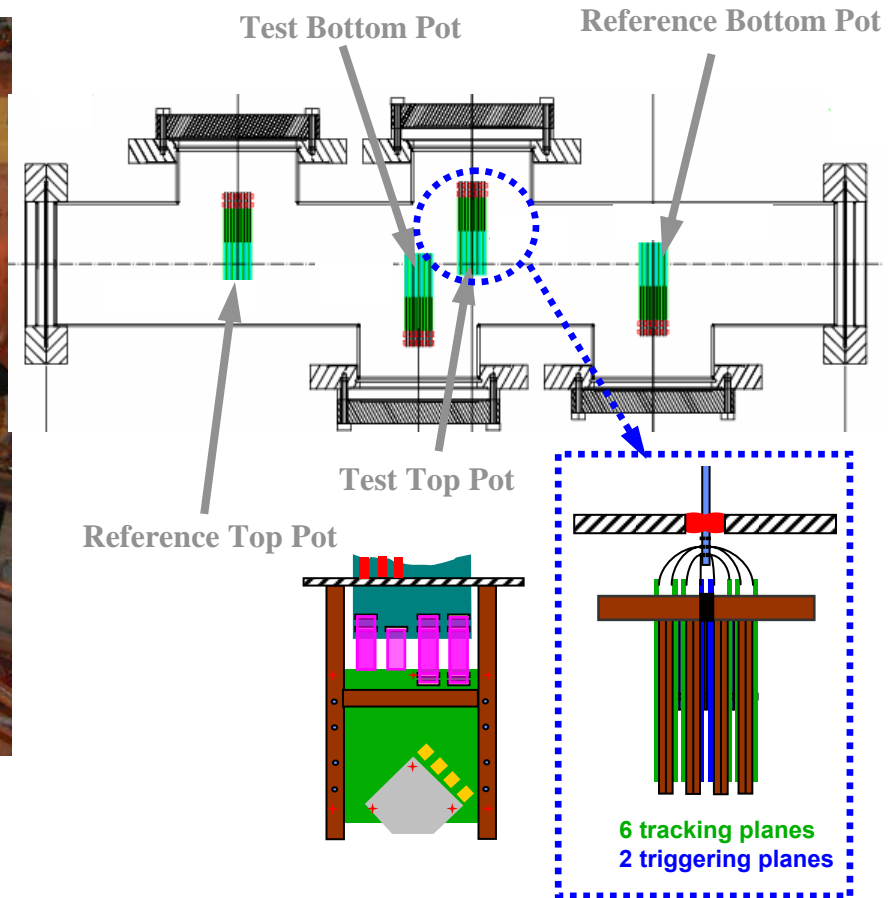 Test Bottom Pot
Reference Bottom Pot
Test Top Pot
Reference Top Pot
6 tracking planes
2 triggering planes